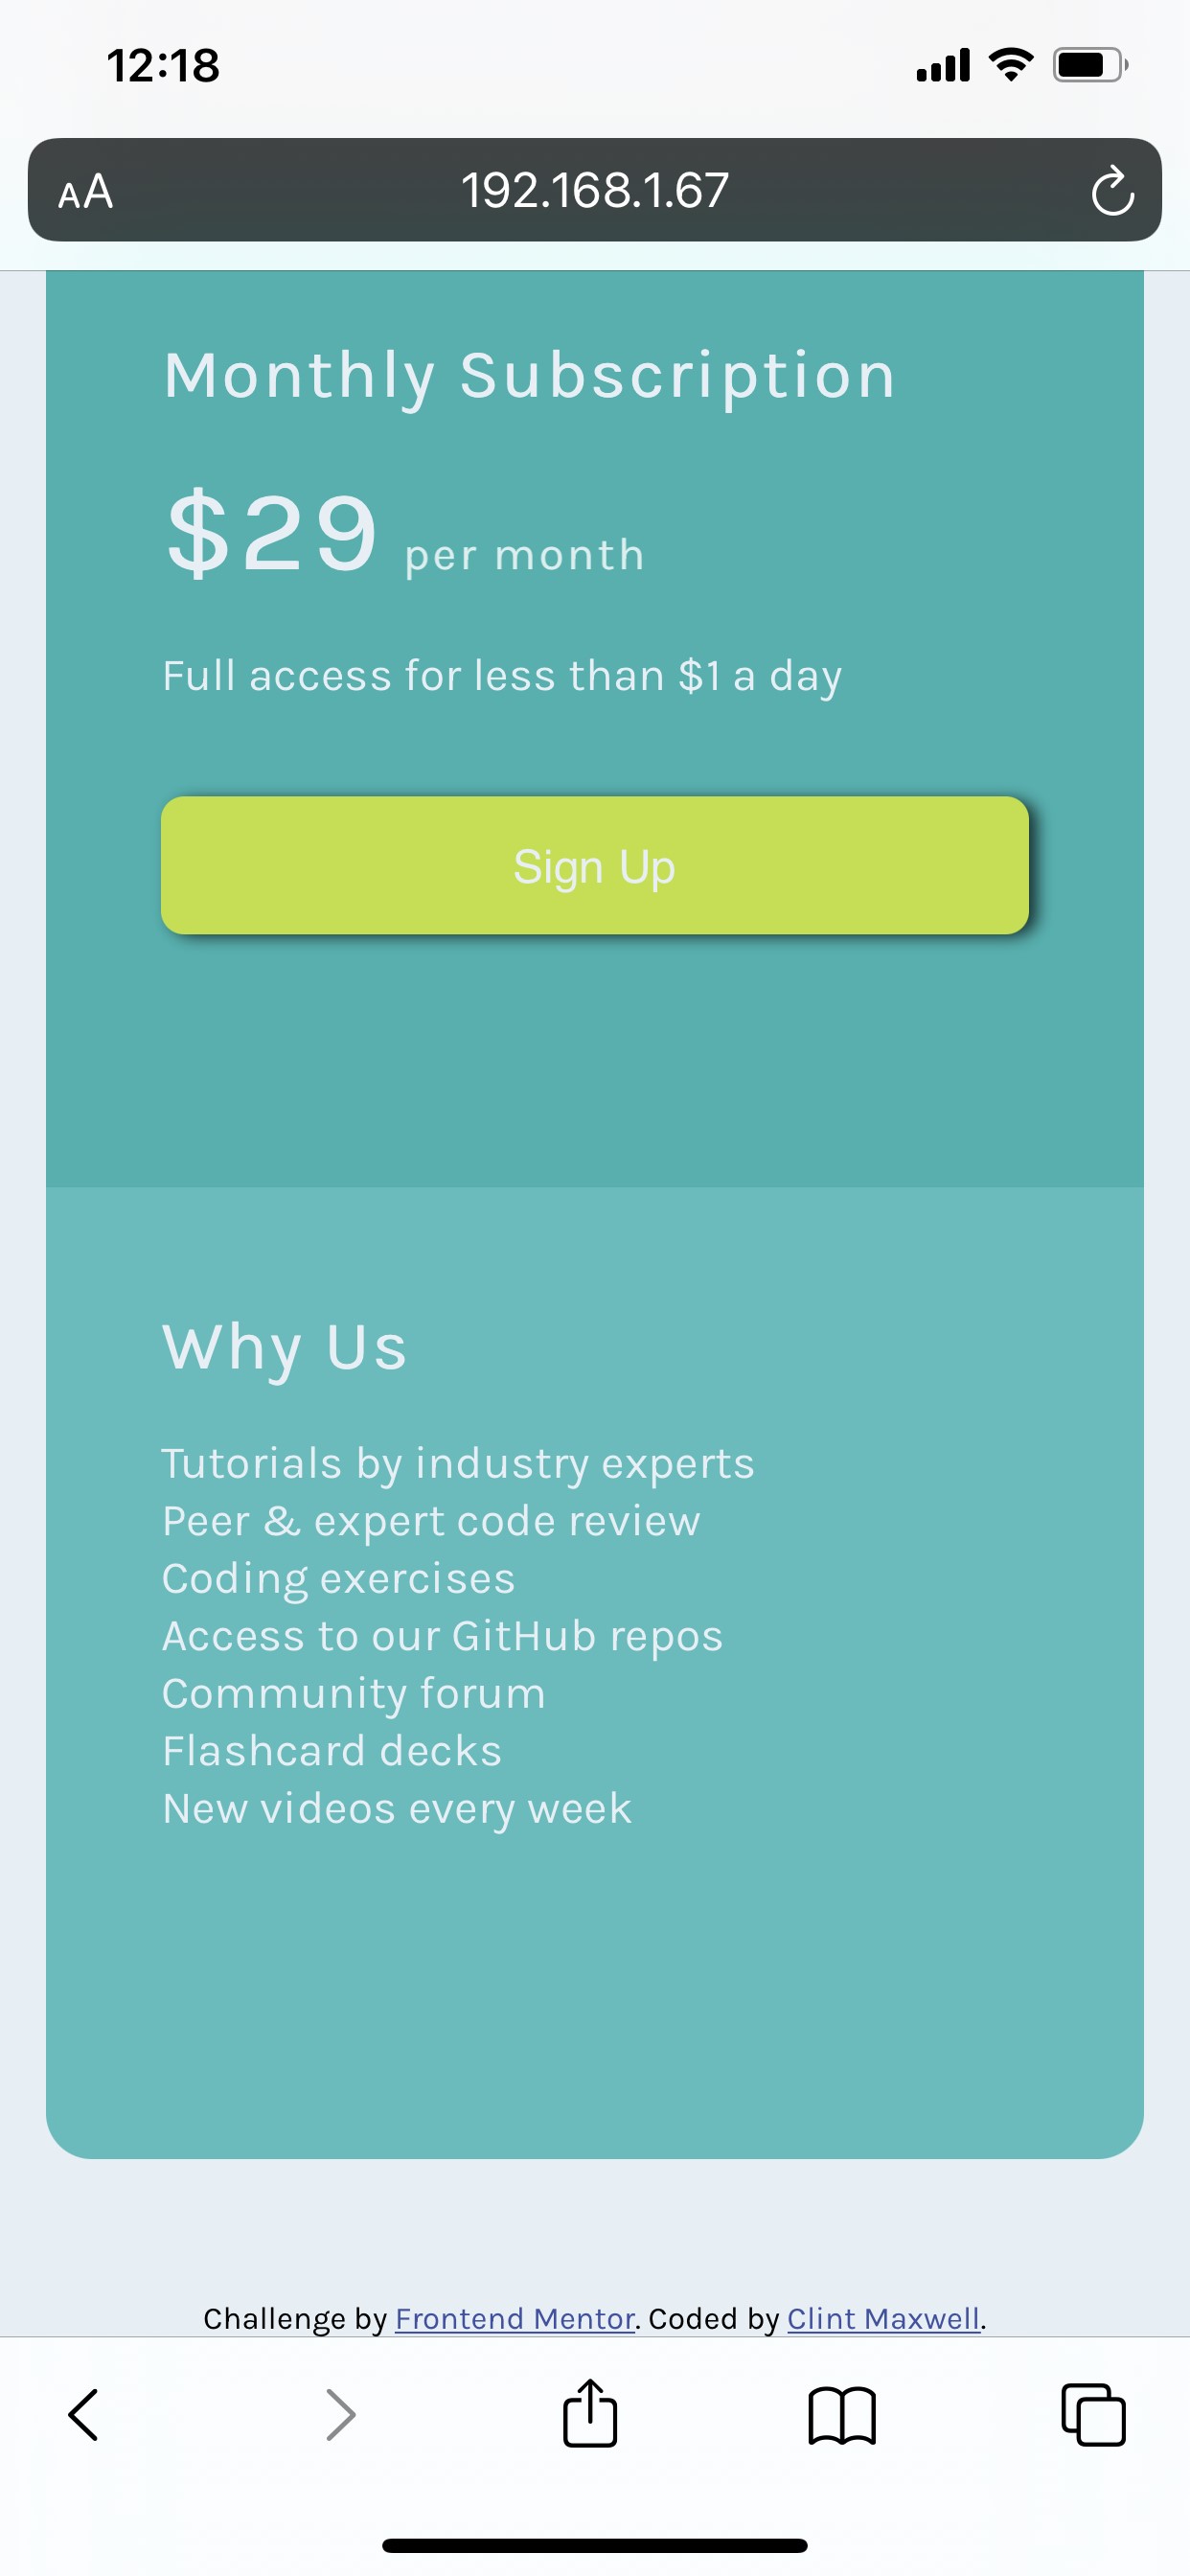 12:18
AA
192.168.1.67
Monthly Subscription
$29 per month
Full access for less than $1 a day
Sign Up
Why Us
Tutorials by industry experts
Peer & expert code review
Coding exercises
Access to our GitHub repos
Community forum
Flashcard decks
New videos every week
Challenge by Frontend Mentor. Coded by Clint Maxwell.